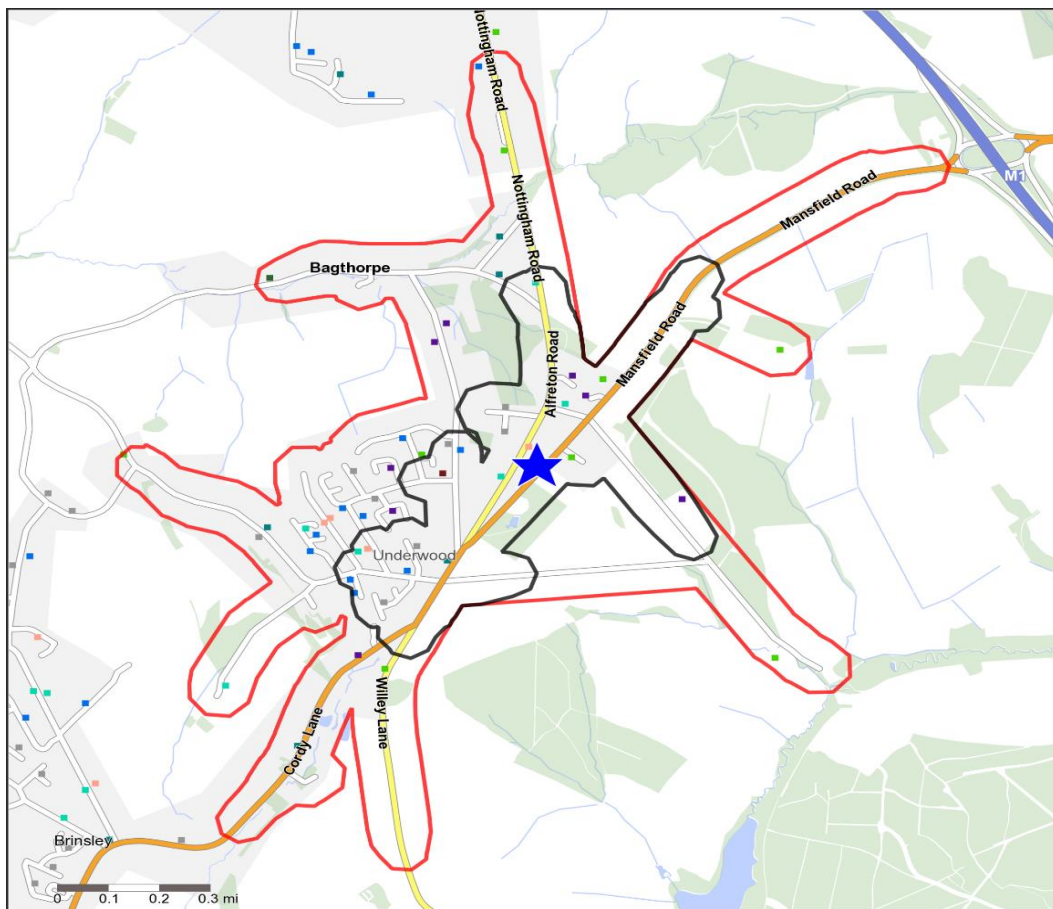 Nottingham Road
Nottingham Road
Mansfield Road
M1
Bagthorpe
Alfreton Road
Mansfield Road
Underwood
Cordy Lane
Willey Lane
Brinsley
0 0.1 0.2 0.3 mi